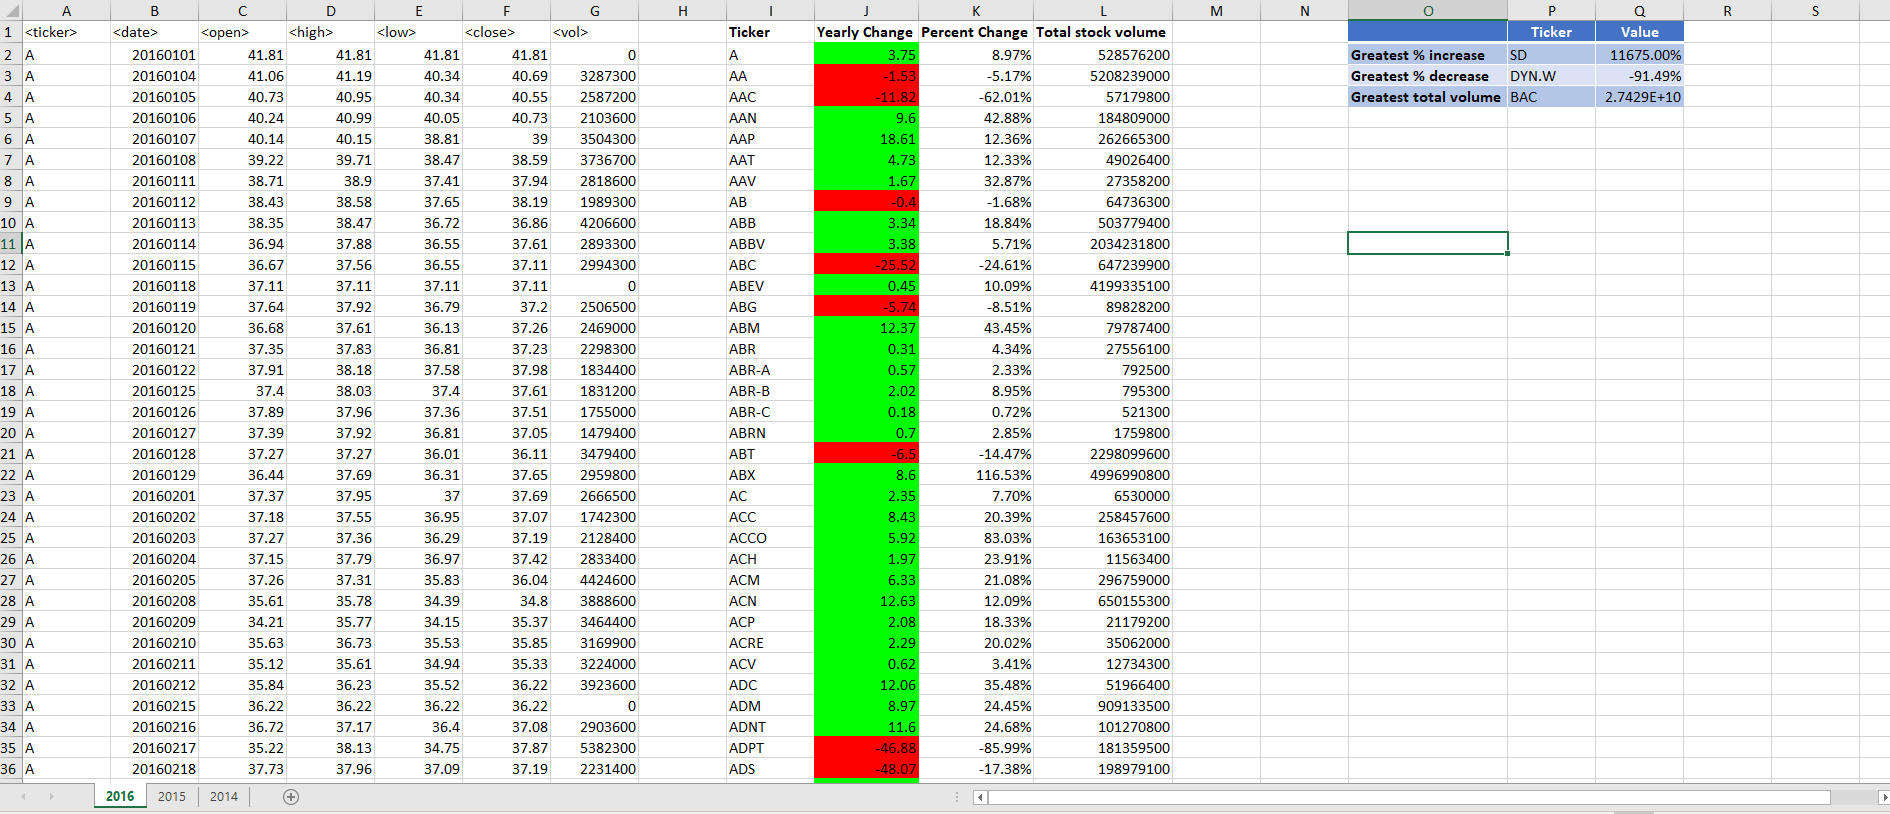 A B C D E F G H I J K L M N O P Q R S
1 <ticker> <date> <open> <high> <low> <close> <vol> Ticker Yearly Change Percent Change Total stock volume Ticker Value
2 A 20160101 41.81 41.81 41.81 41.81 0 A 3.75 8.97% 528576200 Greatest % increase SD 11675.00%
3 A 20160104 41.06 41.19 40.34 40.69 3287300 AA -1.53 -5.17% 5208239000 Greatest % decrease DYN.W -91.49%
4 A 20160105 40.73 40.95 40.34 40.55 2587200 AAC -11.82 -62.01% 57179800 Greatest total volume BAC 2.7429E+10
5 A 20160106 40.24 40.99 40.05 40.73 2103600 AAN 9.6 42.88% 184809000
6 A 20160107 40.14 40.15 38.81 39 3504300 AAP 18.61 12.36% 262665300
7 A 20160108 39.22 39.71 38.47 38.59 3736700 AAT 4.73 12.33% 49026400
8 A 20160111 38.71 38.9 37.41 37.94 2818600 AAV 1.67 32.87% 27358200
9 A 20160112 38.43 38.58 37.65 38.19 1989300 AB -0.4 -1.68% 64736300
10 A 20160113 38.35 38.47 36.72 36.86 4206600 ABB 3.34 18.84% 503779400
11 A 20160114 36.94 37.88 36.55 37.61 2893300 ABBV 3.38 5.71% 2034231800
12 A 20160115 36.67 37.56 36.55 37.11 2994300 ABC -25.52 -24.61% 647239900
13 A 20160118 37.11 37.11 37.11 37.11 0 ABEV 0.45 10.09% 4199335100
14 A 20160119 37.64 37.92 36.79 37.2 2506500 ABG -5.74 -8.51% 89828200
15 A 20160120 36.68 37.61 36.13 37.26 2469000 ABM 12.37 43.45% 79787400
16 A 20160121 37.35 37.83 36.81 37.23 2298300 ABR 0.31 4.34% 27556100
17 A 20160122 37.91 38.18 37.58 37.98 1834400 ABR-A 0.57 2.33% 792500
18 A 20160125 37.4 38.03 37.4 37.61 1831200 ABR-B 2.02 8.95% 795300
19 A 20160126 37.89 37.96 37.36 37.51 1755000 ABR-C 0.18 0.72% 521300
20 A 20160127 37.39 37.92 36.81 37.05 1479400 ABRN 0.7 2.85% 1759800
21 A 20160128 37.27 37.27 36.01 36.11 3479400 ABT -6.5 -14.47% 2298099600
22 A 20160129 36.44 37.69 36.31 37.65 2959800 ABX 8.6 116.53% 4996990800
23 A 20160201 37.37 37.95 37 37.69 2666500 AC 2.35 7.70% 6530000
24 A 20160202 37.18 37.55 36.95 37.07 1742300 ACC 8.43 20.39% 258457600
25 A 20160203 37.27 37.36 36.29 37.19 2128400 ACCO 5.92 83.03% 163653100
26 A 20160204 37.15 37.79 36.97 37.42 2833400 ACH 1.97 23.91% 11563400
27 A 20160205 37.26 37.31 35.83 36.04 4424600 ACM 6.33 21.08% 296759000
28 A 20160208 35.61 35.78 34.39 34.8 3888600 ACN 12.63 12.09% 650155300
29 A 20160209 34.21 35.77 34.15 35.37 3464400 ACP 2.08 18.33% 21179200
30 A 20160210 35.63 36.73 35.53 35.85 3169900 ACRE 2.29 20.02% 35062000
31 A 20160211 35.12 35.61 34.94 35.33 3224000 ACV 0.62 3.41% 12734300
32 A 20160212 35.84 36.23 35.52 36.22 3923600 ADC 12.06 35.48% 51966400
33 A 20160215 36.22 36.22 36.22 36.22 0 ADM 8.97 24.45% 909133500
34 A 20160216 36.72 37.17 36.4 37.08 2903600 ADNT 11.6 24.68% 101270800
35 A 20160217 35.22 38.13 34.75 37.87 5382300 ADPT -46.88 -85.99% 181359500
36 A 20160218 37.73 37.96 37.09 37.19 2231400 ADS -48.07 -17.38% 198979100
2016 2015 2014